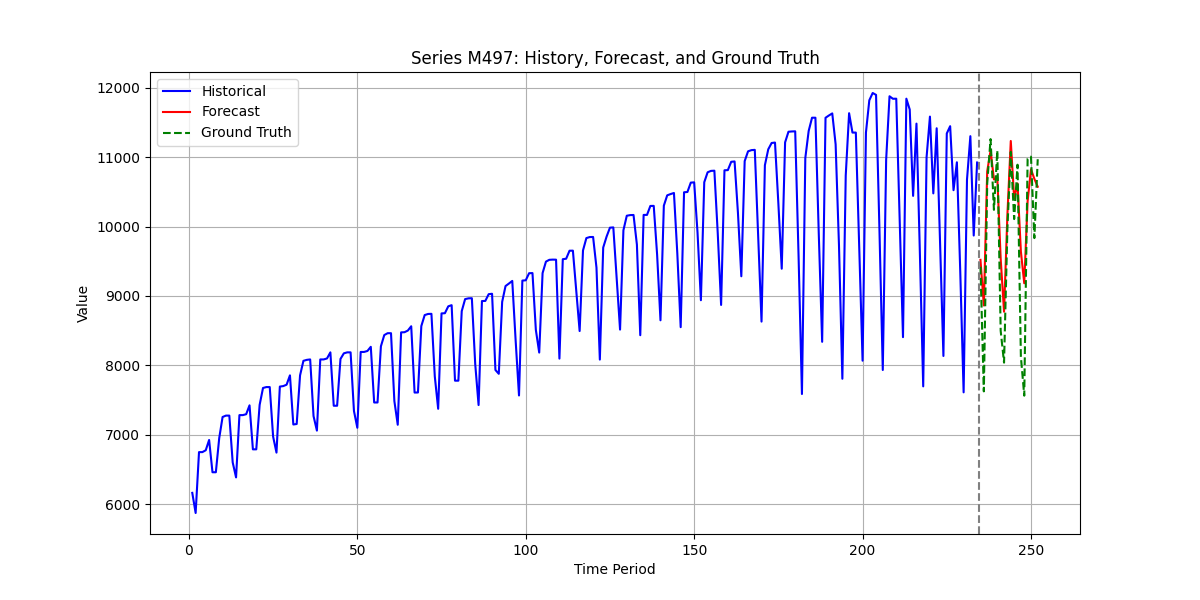 Series M497: History, Forecast, and Ground Truth
Historical
Forecast
Ground Truth
12000
11000
10000
9000
8000
7000
6000
Value
0 50 100 150 200 250
Time Period